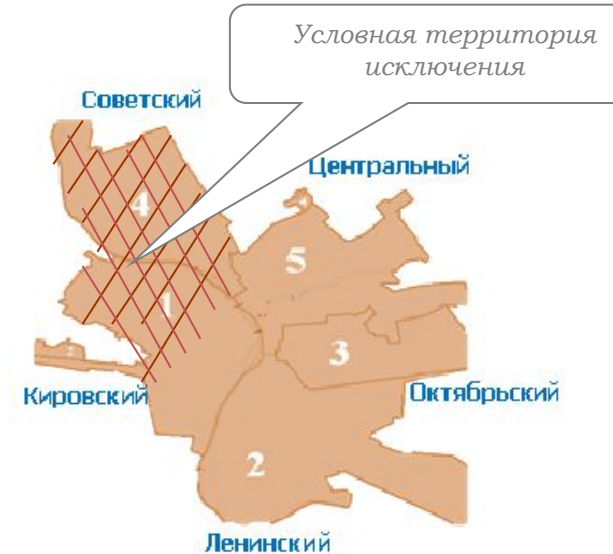 Условная территория
исключения
Советский
Центральный
4
5
1
3
Кировский
Октябрьский
2
Ленинский